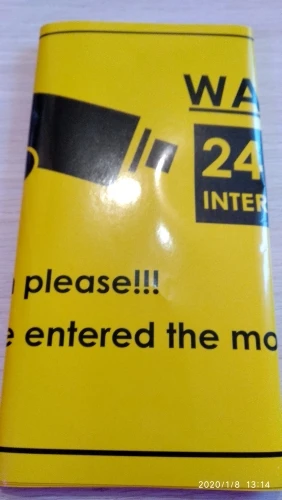 WA
24
INTER
please!!!
e entered the mo
2020/1/8 13:14